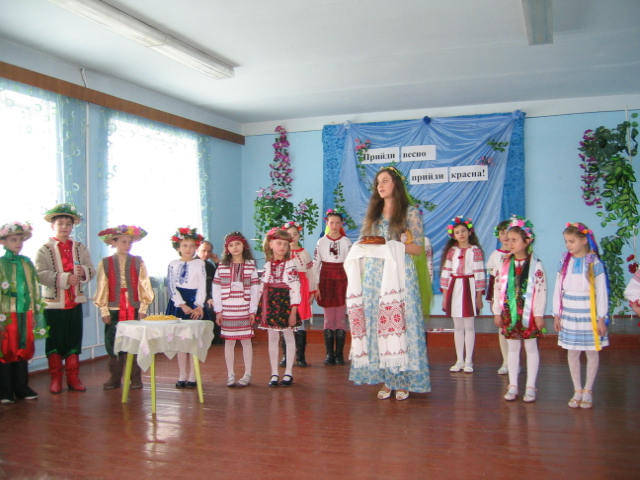 Прийди весно
прийди красна!